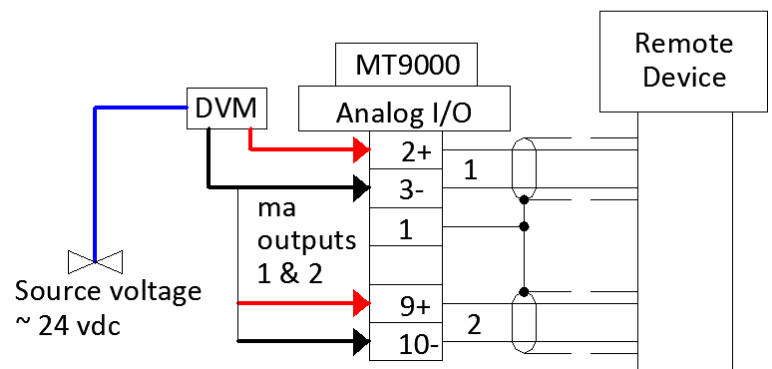 Remote
Device
MT9000
DVM
Analog I/O
2+
1
3-
ma
outputs
1 & 2
1
Source voltage
~ 24 vdc
9+
2
10-